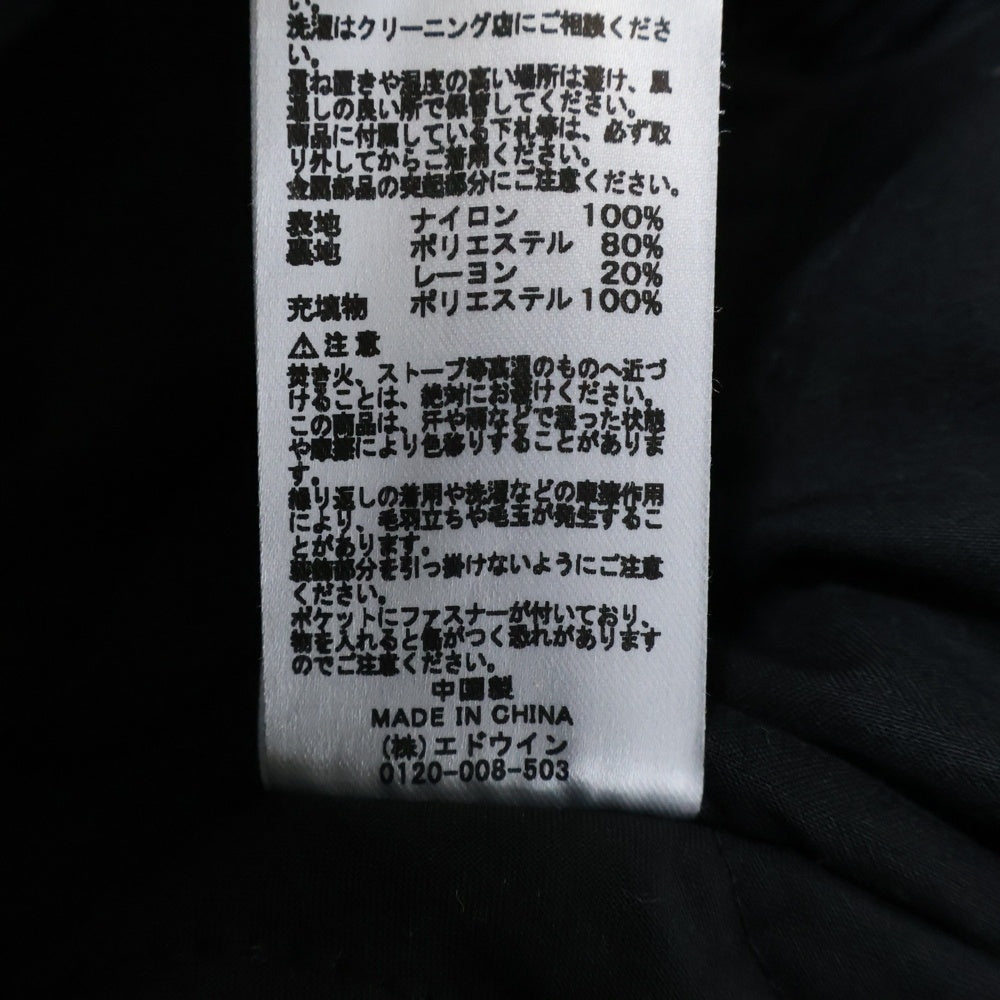 い。
洗濯はクリーニング店にご相談くださ
い。
重ね置きや湿度の高い場所は避け、風
通しの良い所で保管してください。
商品に付属している下札等は、必ず取
り外してからご着用ください。
金属部品の突起部分にご注意ください。
表地 ナイロン 100%
裏地 ポリエステル 80%
レーヨン 20%
充填物 ポリエステル 100%
⚠注意
焚き火、ストーブ等高温のものへ近づ
けることは、絶対にお避けください。
この商品は、汗や雨などで湿った状態
や摩擦により色移りすることがありま
す。
繰り返しの着用や洗濯などの摩擦作用
により、毛羽立ちや毛玉が発生するこ
とがあります。
装飾部分を引っ掛けないようにご注意
ください。
ポケットにファスナーが付いており、
物を入れると傷がつく恐れがあります
のでご注意ください。
中国製
MADE IN CHINA
(株)エドウイン
0120-008-503